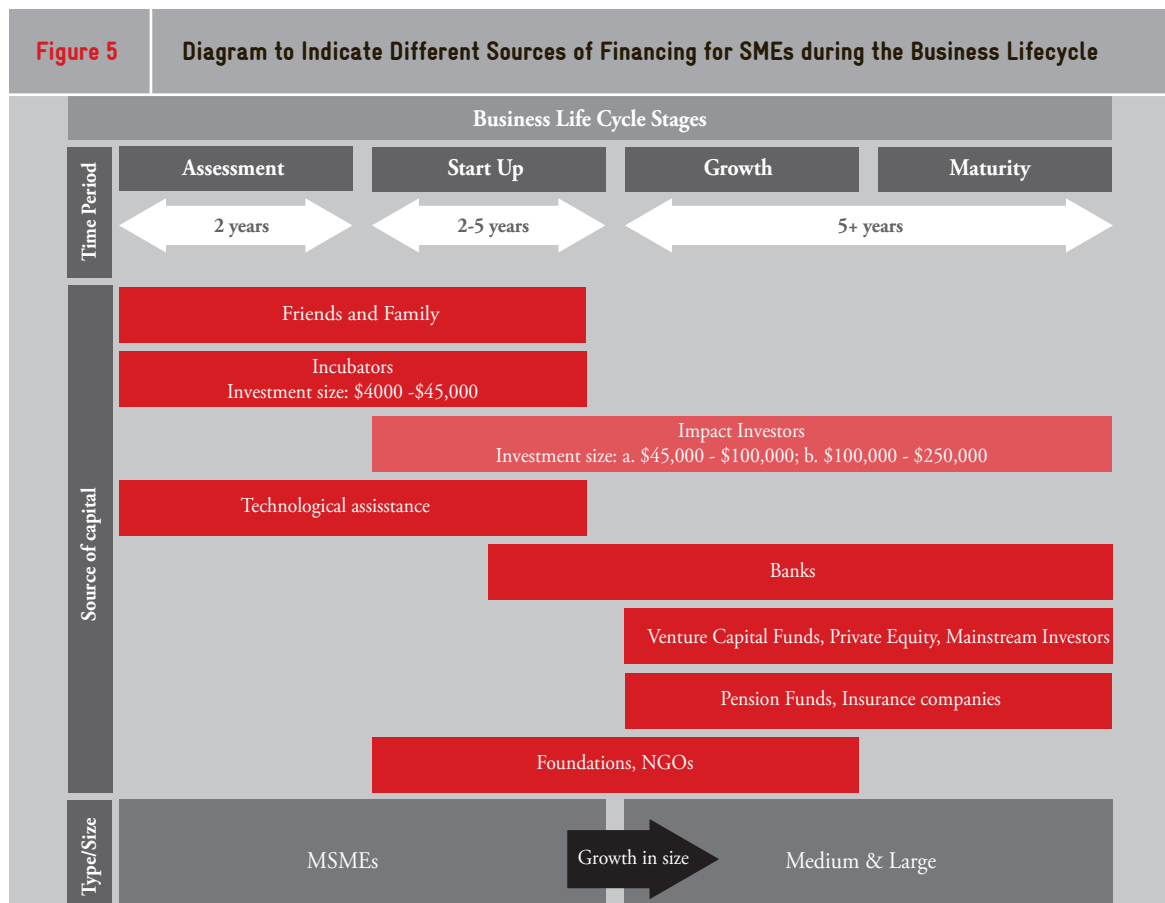 Figure 5
Diagram to Indicate Different Sources of Financing for SMEs during the Business Lifecycle
Business Life Cycle Stages
Time Period
Assessment
Start Up
Growth
Maturity
2 years
2-5 years
5+ years
Source of capital
Friends and Family
Incubators
Investment size: $4000 -$45,000
Impact Investors
Investment size: a. $45,000 - $100,000; b. $100,000 - $250,000
Technological assisstance
Banks
Venture Capital Funds, Private Equity, Mainstream Investors
Pension Funds, Insurance companies
Foundations, NGOs
Type/Size
MSMEs
Growth in size
Medium & Large